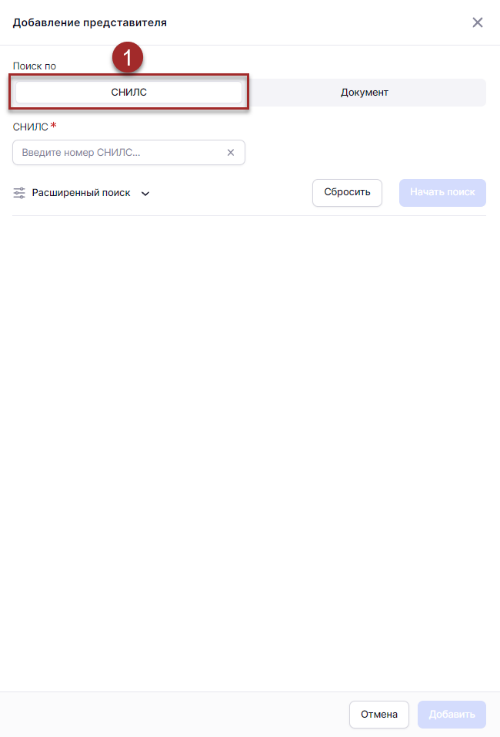 Добавление представителя
Поиск по
1
СНИЛС
Документ
СНИЛС *
Введите номер СНИЛС...
Расширенный поиск
Сбросить
Начать поиск
Отмена
Добавить